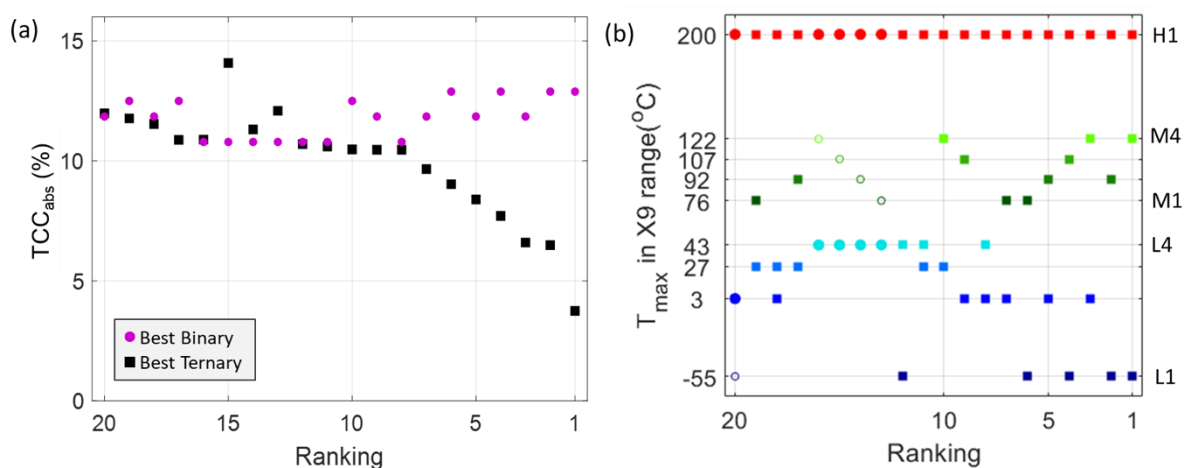 (a)
15
10
5
0
TCC_abs (%)
Best Binary
Best Ternary
20
15
10
5
1
Ranking
(b)
T_max in X9 range(°C)
200
122
107
92
76
43
27
3
-55
H1
M4
M1
L4
L1
20
10
5
1
Ranking